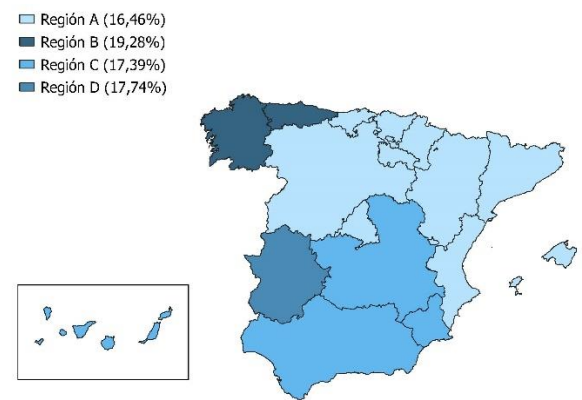 Región A (16,46%)
Región B (19,28%)
Región C (17,39%)
Región D (17,74%)